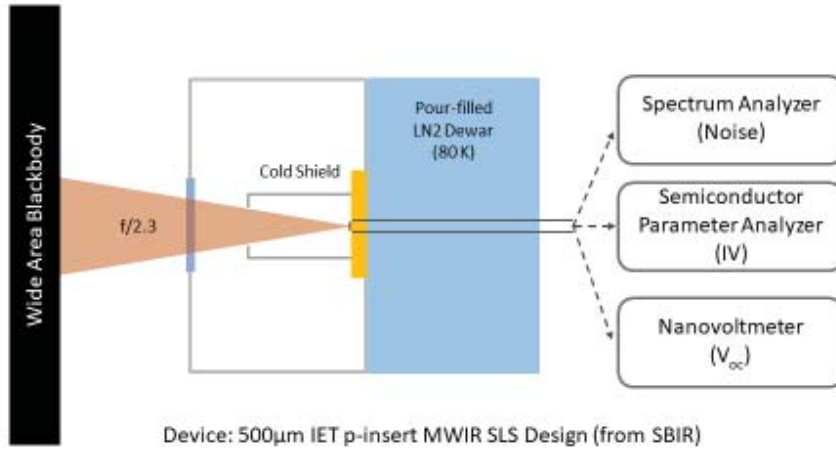 Wide Area Blackbody
f/2.3
Cold Shield
Pour-filled
LN2 Dewar
(80 K)
Spectrum Analyzer
(Noise)
Semiconductor
Parameter Analyzer
(IV)
Nanovoltmeter
(Voc)
Device: 500µm IET p-insert MWIR SLS Design (from SBIR)